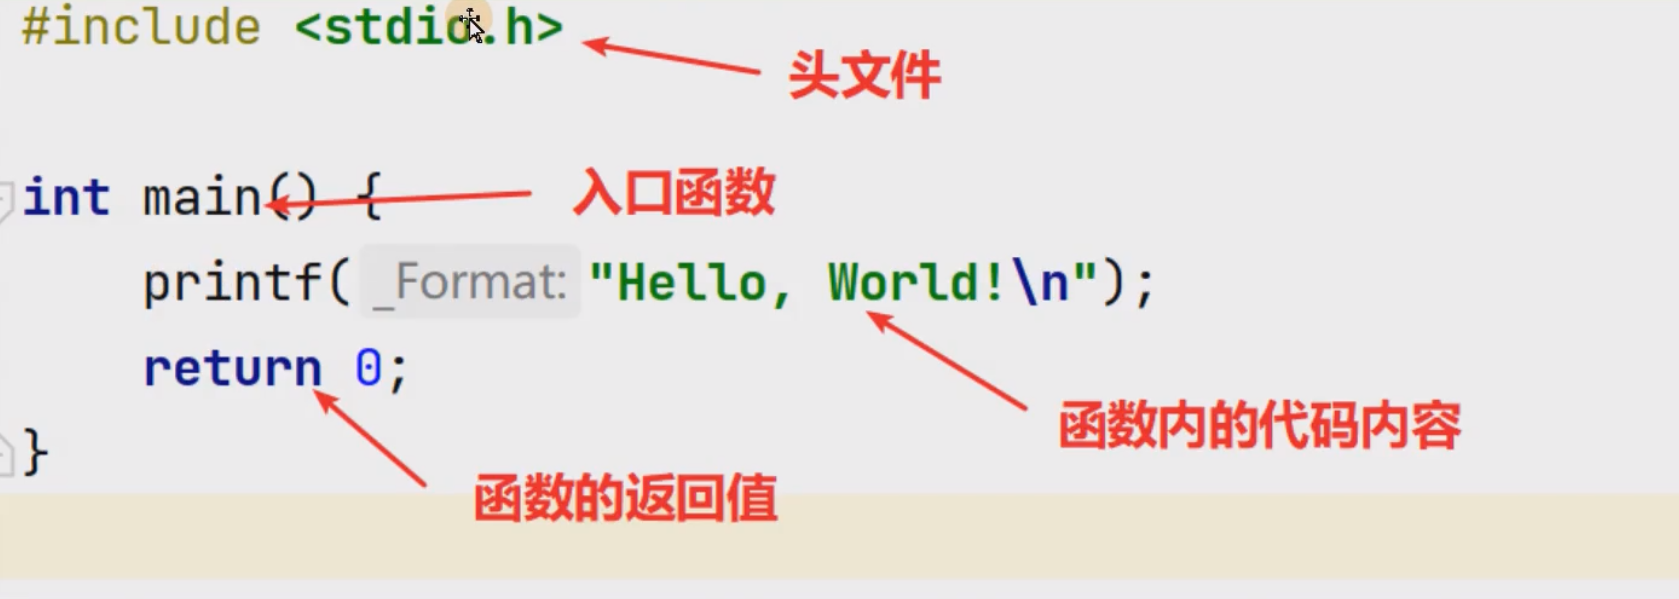 #include <stdio.h>
头文件
int main() {
入口函数
printf( _Format: "Hello, World!\n");
return 0;
函数内的代码内容
}
函数的返回值